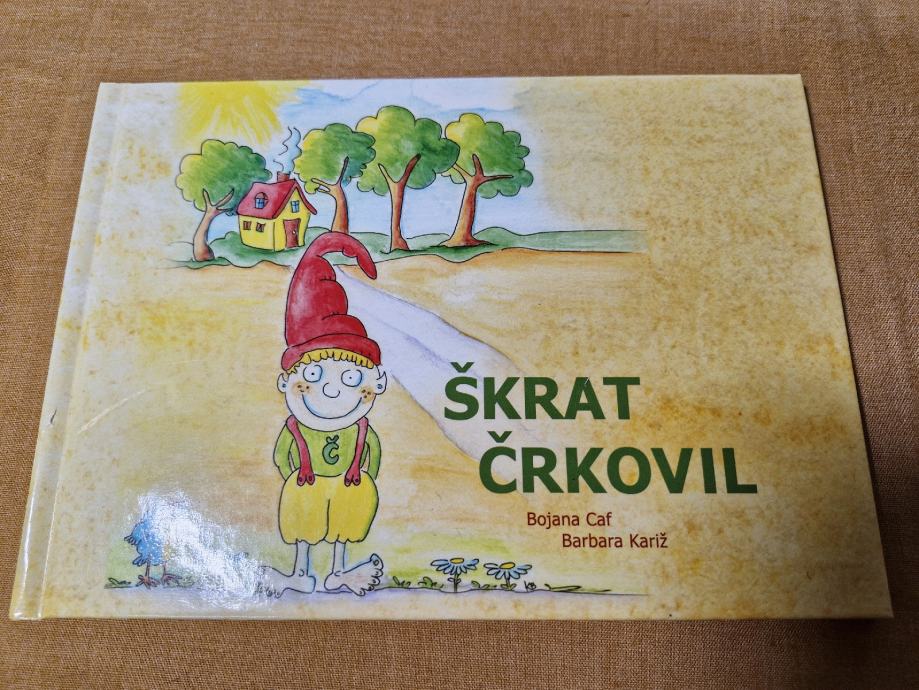 Č
ŠKRAT
ČRKOVIL
Bojana Caf
Barbara Kariž